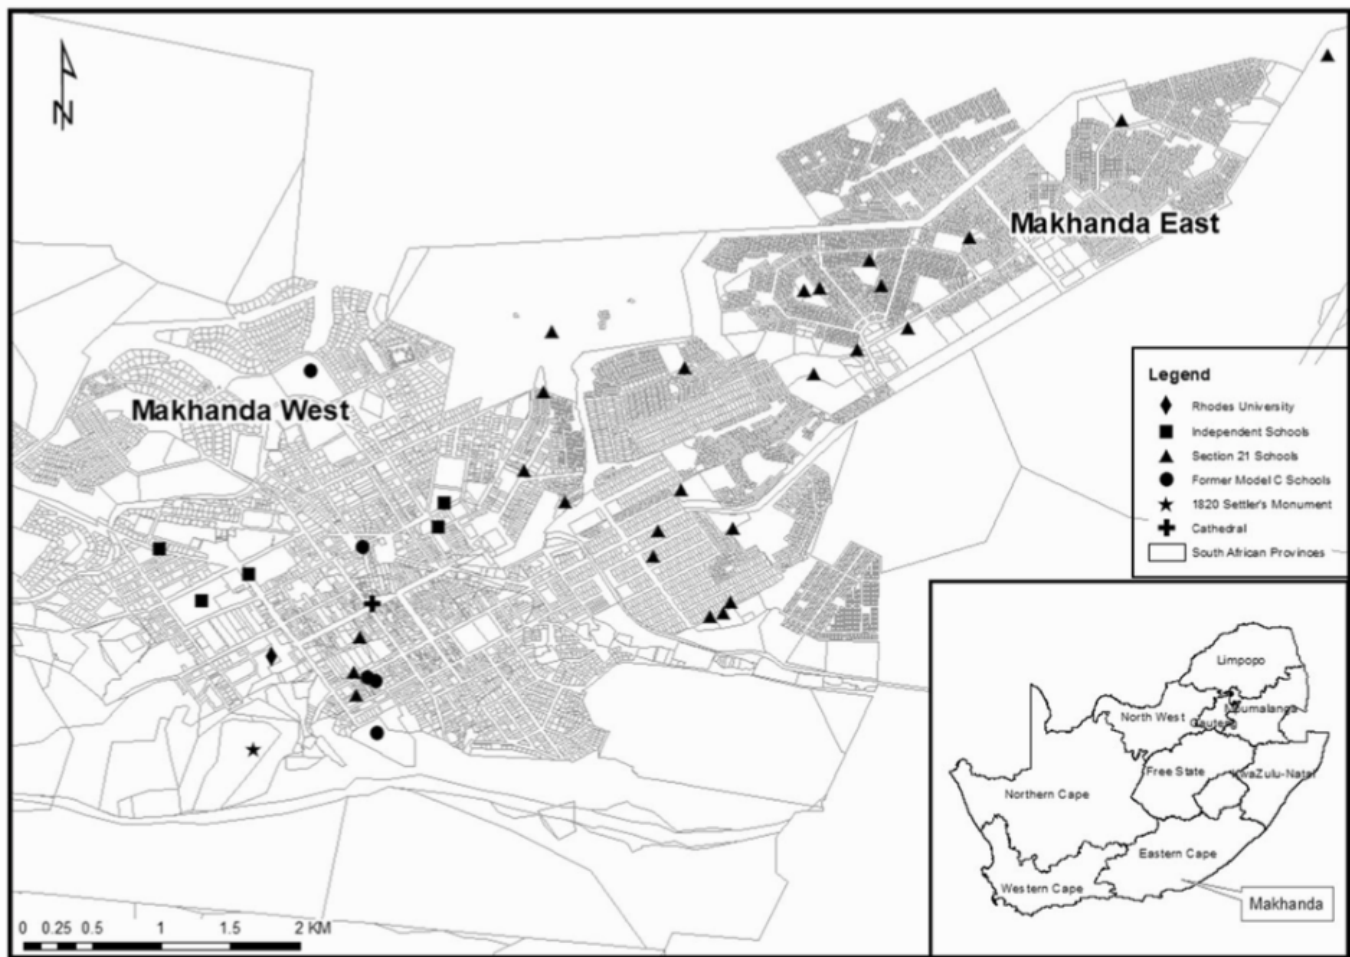 N
Makhanda East
Makhanda West
Legend
Rhodes University
Independent Schools
Section 21 Schools
Former Model C Schools
1820 Settler's Monument
Cathedral
South African Provinces
Limpopo
North West
Mpumalanga
Gauteng
Free State
KwaZulu-Natal
Northern Cape
Eastern Cape
Western Cape
Makhanda
0 0.25 0.5 1 1.5 2 KM